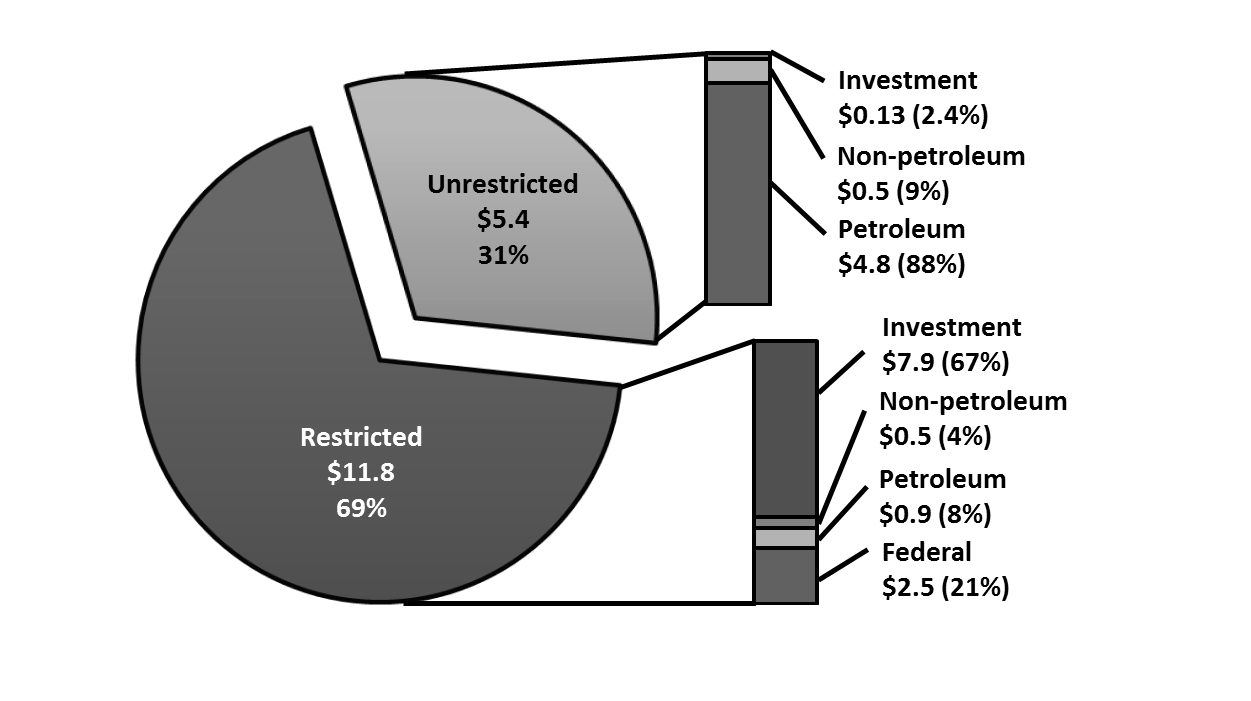 Unrestricted
$5.4
31%
Restricted
$11.8
69%
Investment
$0.13 (2.4%)
Non-petroleum
$0.5 (9%)
Petroleum
$4.8 (88%)
Investment
$7.9 (67%)
Non-petroleum
$0.5 (4%)
Petroleum
$0.9 (8%)
Federal
$2.5 (21%)